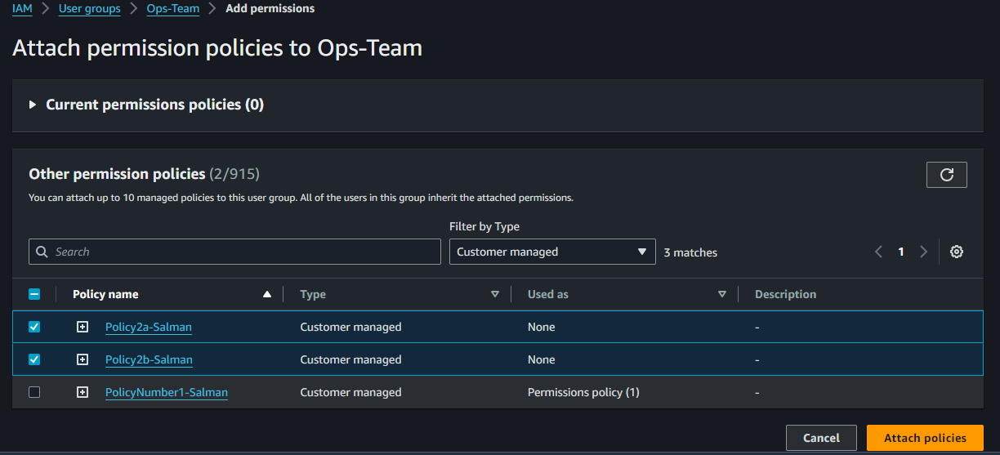 IAM > User groups > Ops-Team > Add permissions
Attach permission policies to Ops-Team
Current permissions policies (0)
Other permission policies (2/915)
You can attach up to 10 managed policies to this user group. All of the users in this group inherit the attached permissions.
Filter by Type
Search Customer managed 3 matches 1
Policy name Type Used as Description
Policy2a-Salman Customer managed None -
Policy2b-Salman Customer managed None -
PolicyNumber1-Salman Customer managed Permissions policy (1) -
Cancel Attach policies